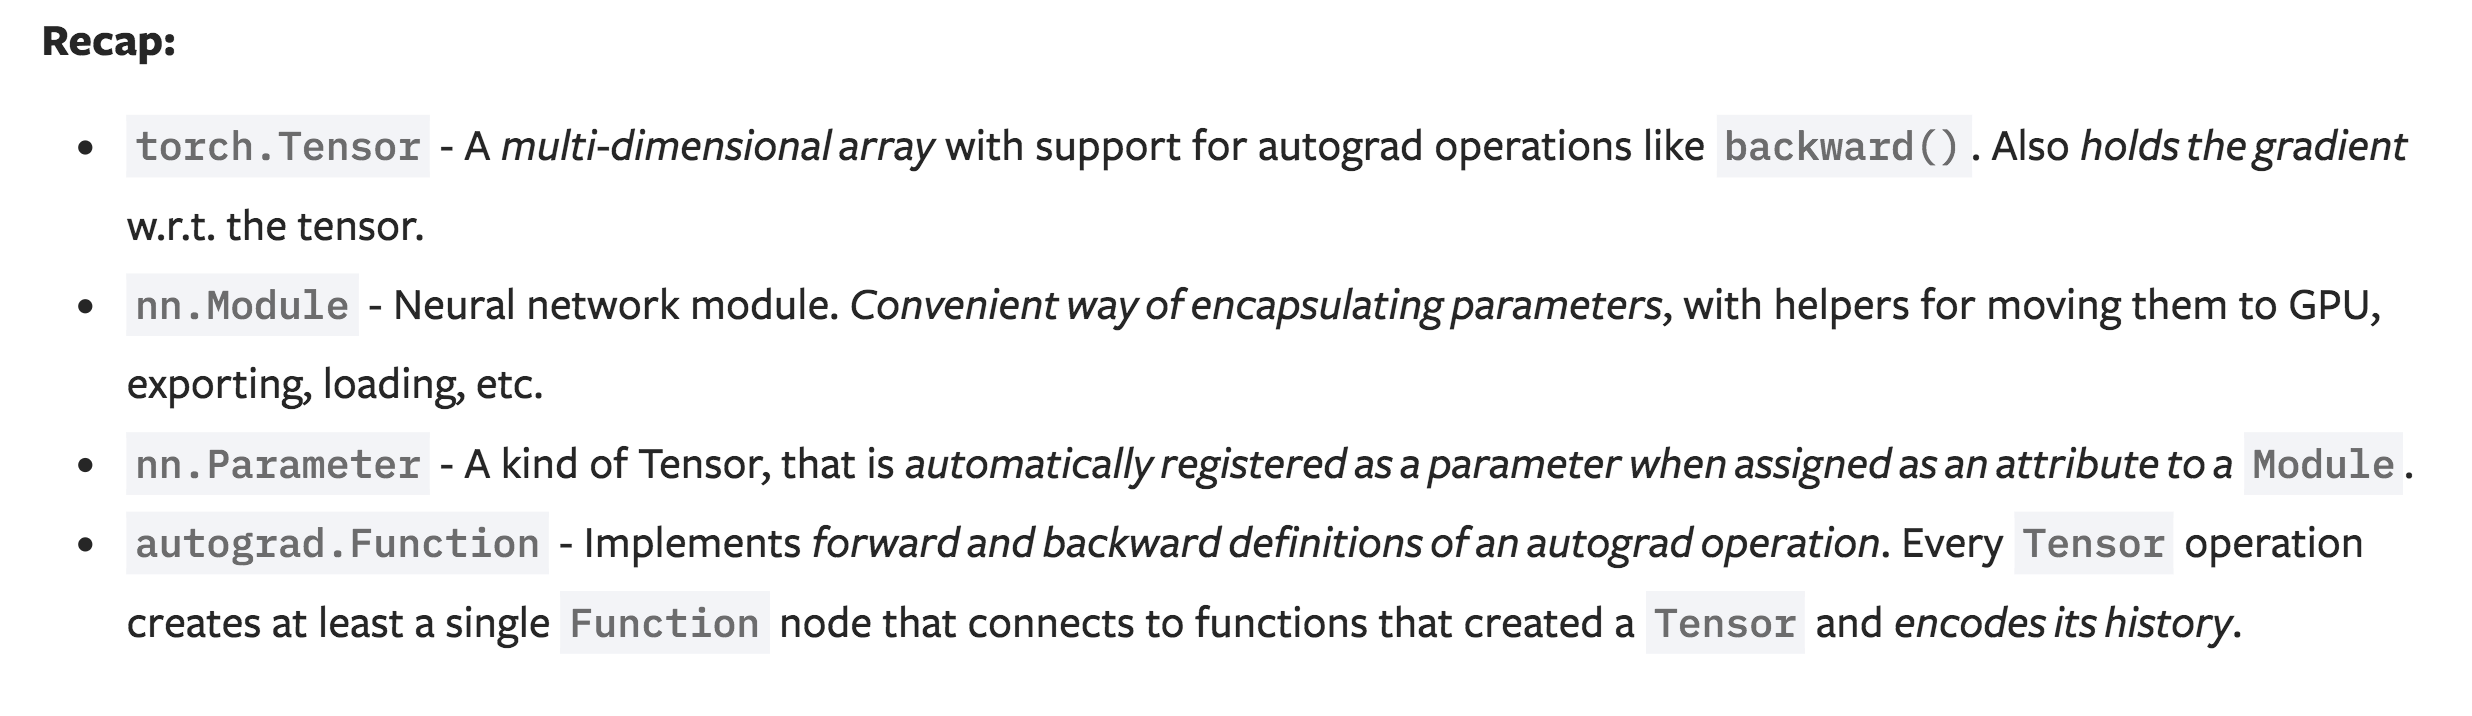 Recap:
• torch.Tensor - A multi-dimensional array with support for autograd operations like backward(). Also holds the gradient
w.r.t. the tensor.
• nn.Module - Neural network module. Convenient way of encapsulating parameters, with helpers for moving them to GPU,
exporting, loading, etc.
• nn.Parameter - A kind of Tensor, that is automatically registered as a parameter when assigned as an attribute to a Module.
• autograd.Function - Implements forward and backward definitions of an autograd operation. Every Tensor operation
creates at least a single Function node that connects to functions that created a Tensor and encodes its history.